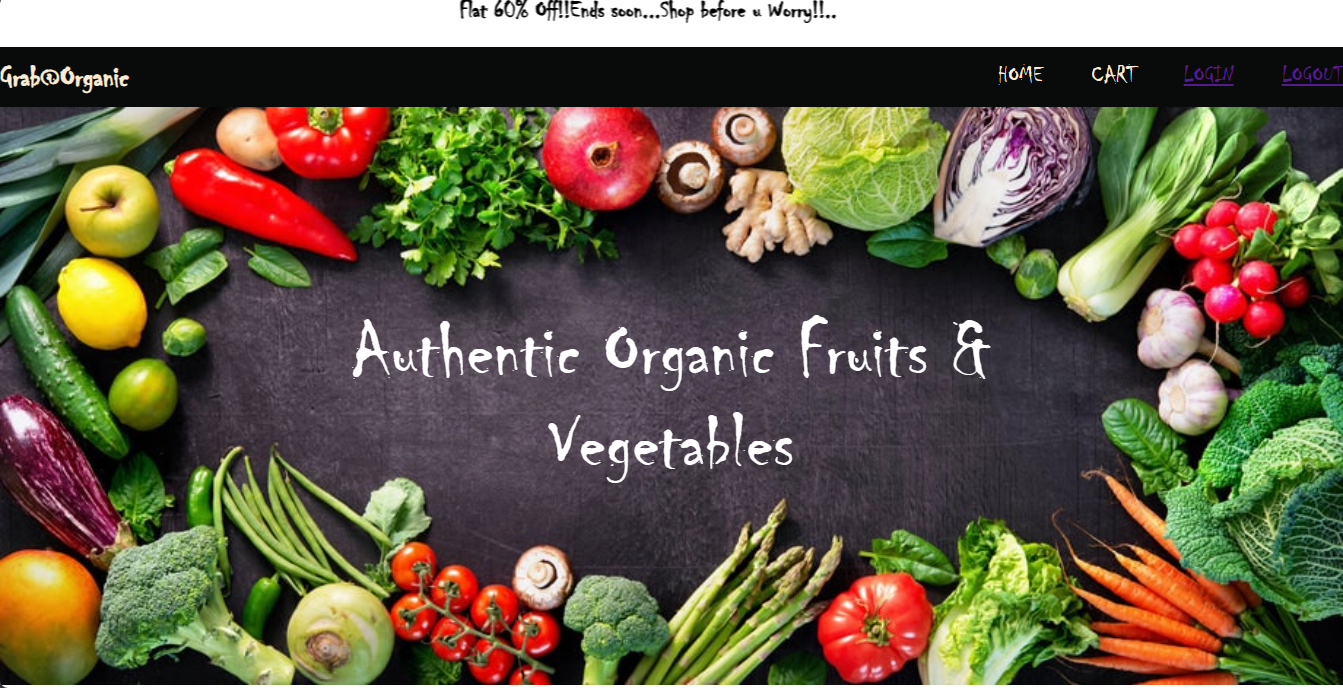 Flat 60% Off!!Ends soon...Shop before u Worry!!..
Grab®Organic
HOME CART LOGIN LOGOUT
Authentic Organic Fruits &
Vegetables